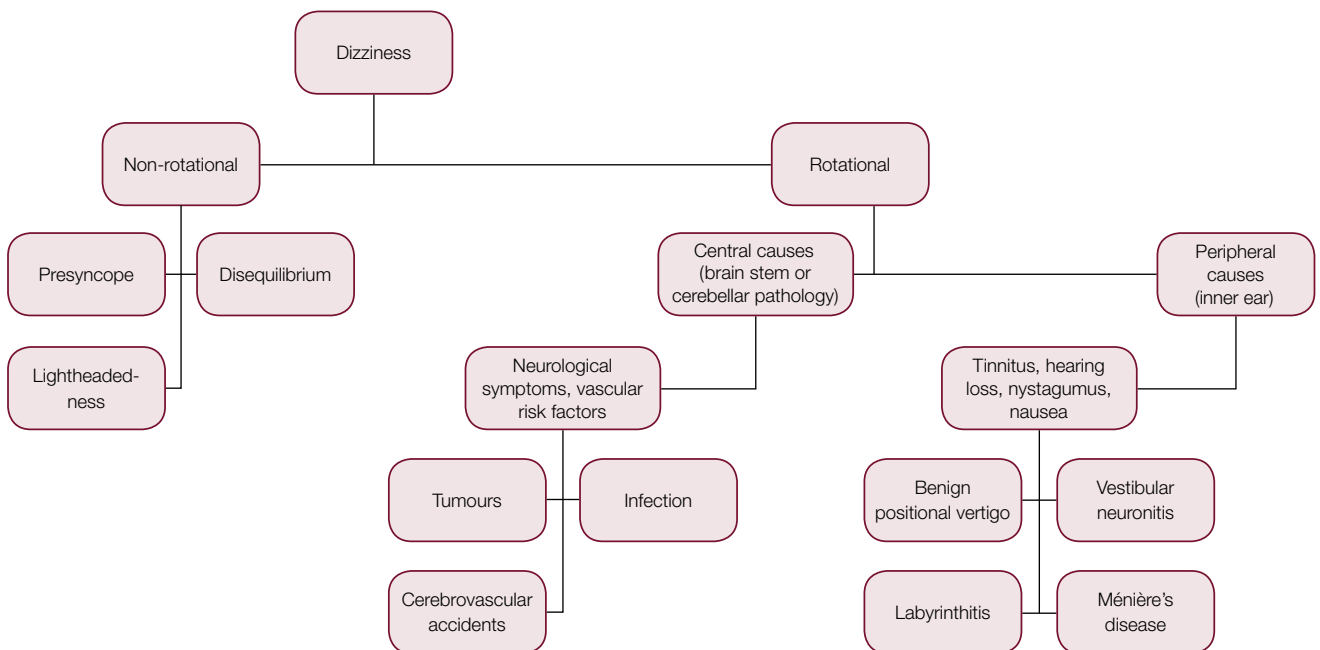 Dizziness
Non-rotational
Rotational
Presyncope
Disequilibrium
Central causes
(brain stem or
cerebellar pathology)
Peripheral
causes
(inner ear)
Lightheaded-
ness
Neurological
symptoms, vascular
risk factors
Tinnitus, hearing
loss, nystagumus,
nausea
Tumours
Infection
Benign
positional vertigo
Vestibular
neuronitis
Cerebrovascular
accidents
Labyrinthitis
Ménière's
disease